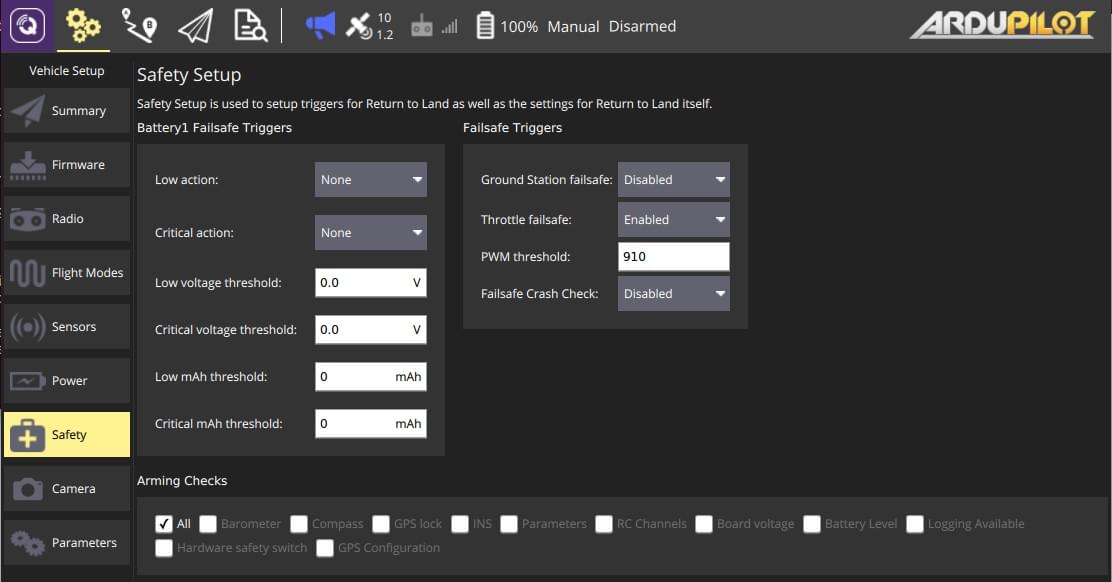 10
1.2
100% Manual Disarmed
ARDUPILOT
Vehicle Setup
Summary
Firmware
Radio
Flight Modes
Sensors
Power
Safety
Camera
Parameters
Safety Setup
Safety Setup is used to setup triggers for Return to Land as well as the settings for Return to Land itself.
Battery1 Failsafe Triggers
Low action: None
Critical action: None
Low voltage threshold: 0.0 V
Critical voltage threshold: 0.0 V
Low mAh threshold: 0 mAh
Critical mAh threshold: 0 mAh
Failsafe Triggers
Ground Station failsafe: Disabled
Throttle failsafe: Enabled
PWM threshold: 910
Failsafe Crash Check: Disabled
Arming Checks
All Barometer Compass GPS lock INS Parameters RC Channels Board voltage Battery Level Logging Available
Hardware safety switch GPS Configuration